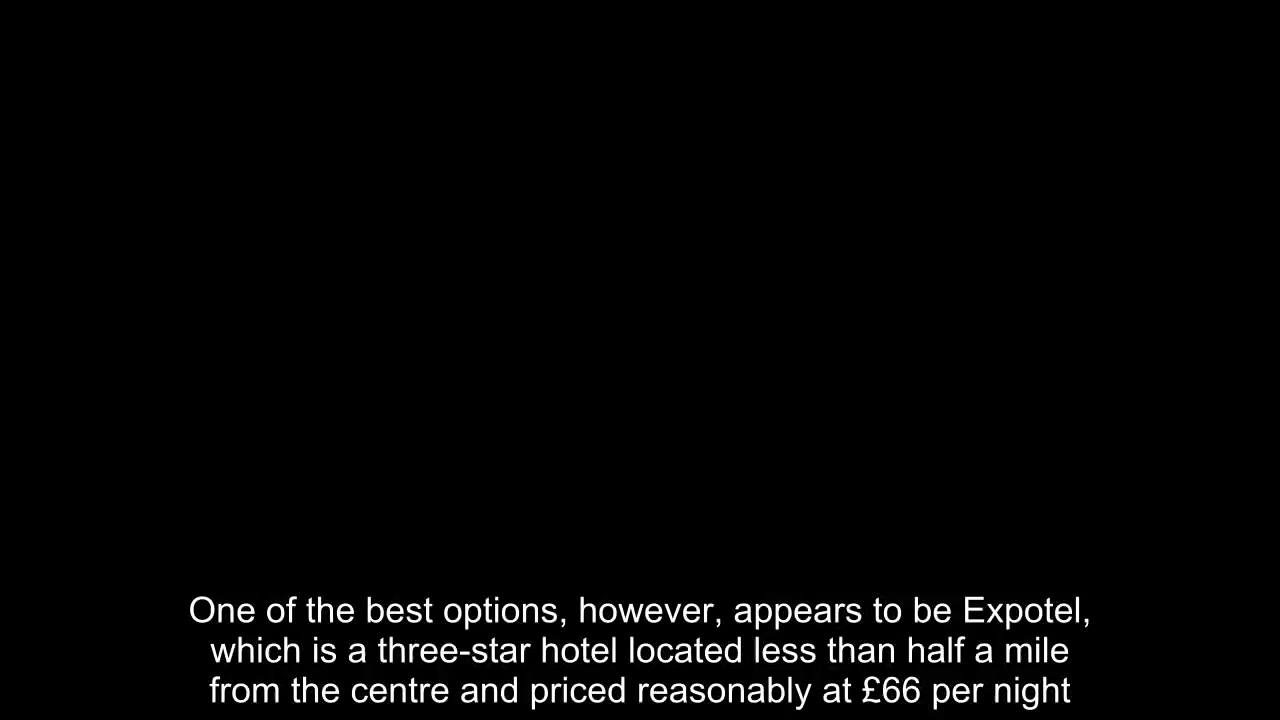 One of the best options, however, appears to be Expotel,
which is a three-star hotel located less than half a mile
from the centre and priced reasonably at £66 per night